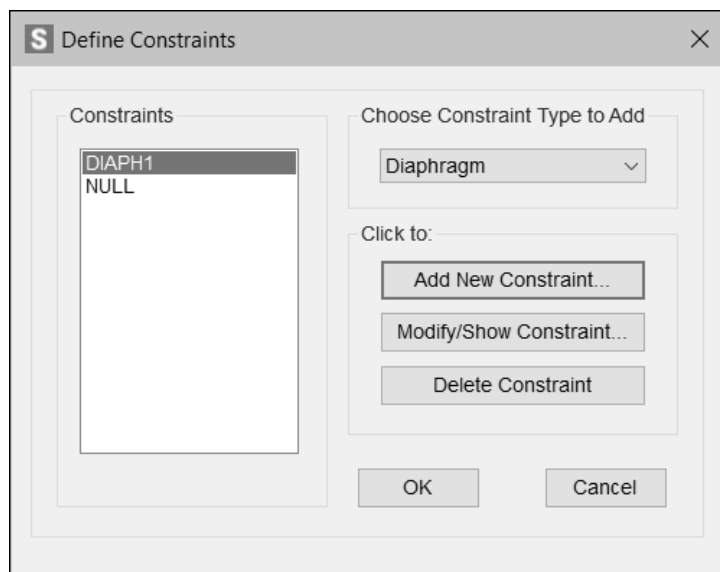 S Define Constraints
Constraints
DIAPH1
NULL
Choose Constraint Type to Add
Diaphragm
Click to:
Add New Constraint...
Modify/Show Constraint...
Delete Constraint
OK
Cancel